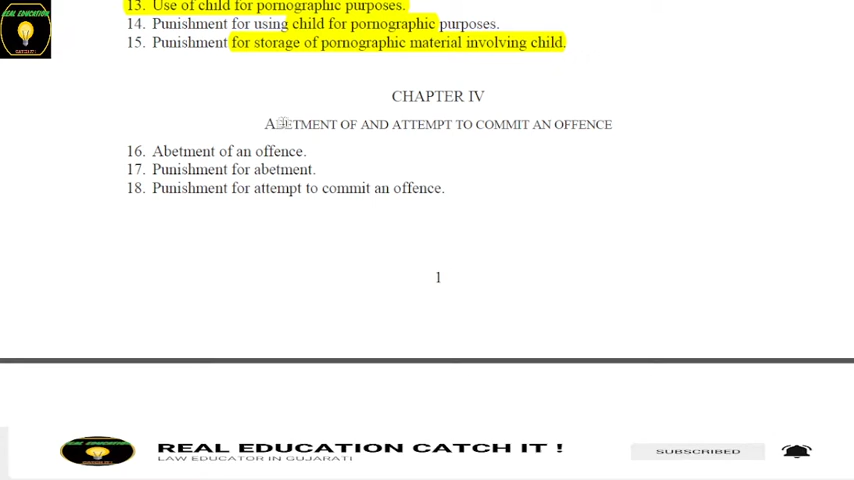 13. Use of child for pornographic purposes.
14. Punishment for using child for pornographic purposes.
15. Punishment for storage of pornographic material involving child.
CHAPTER IV
ABETMENT OF AND ATTEMPT TO COMMIT AN OFFENCE
16. Abetment of an offence.
17. Punishment for abetment.
18. Punishment for attempt to commit an offence.
1
REAL EDUCATION CATCH IT !
LAW EDUCATOR IN GUJARATI
SUBSCRIBED
REAL EDUCATION